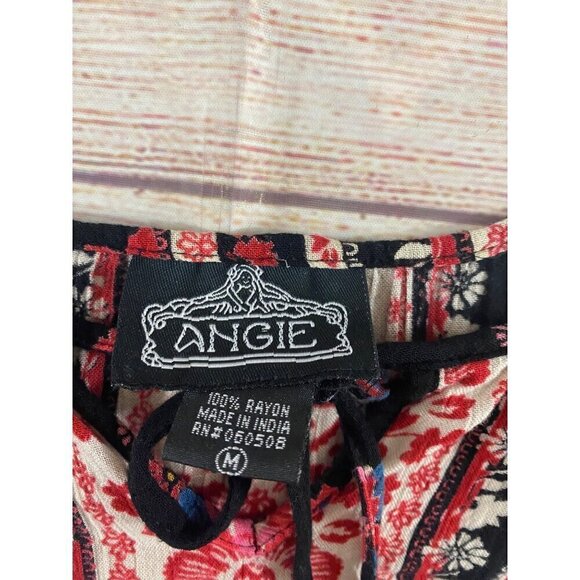 ANGIE
100% RAYON
MADE IN INDIA
RN#060508
M